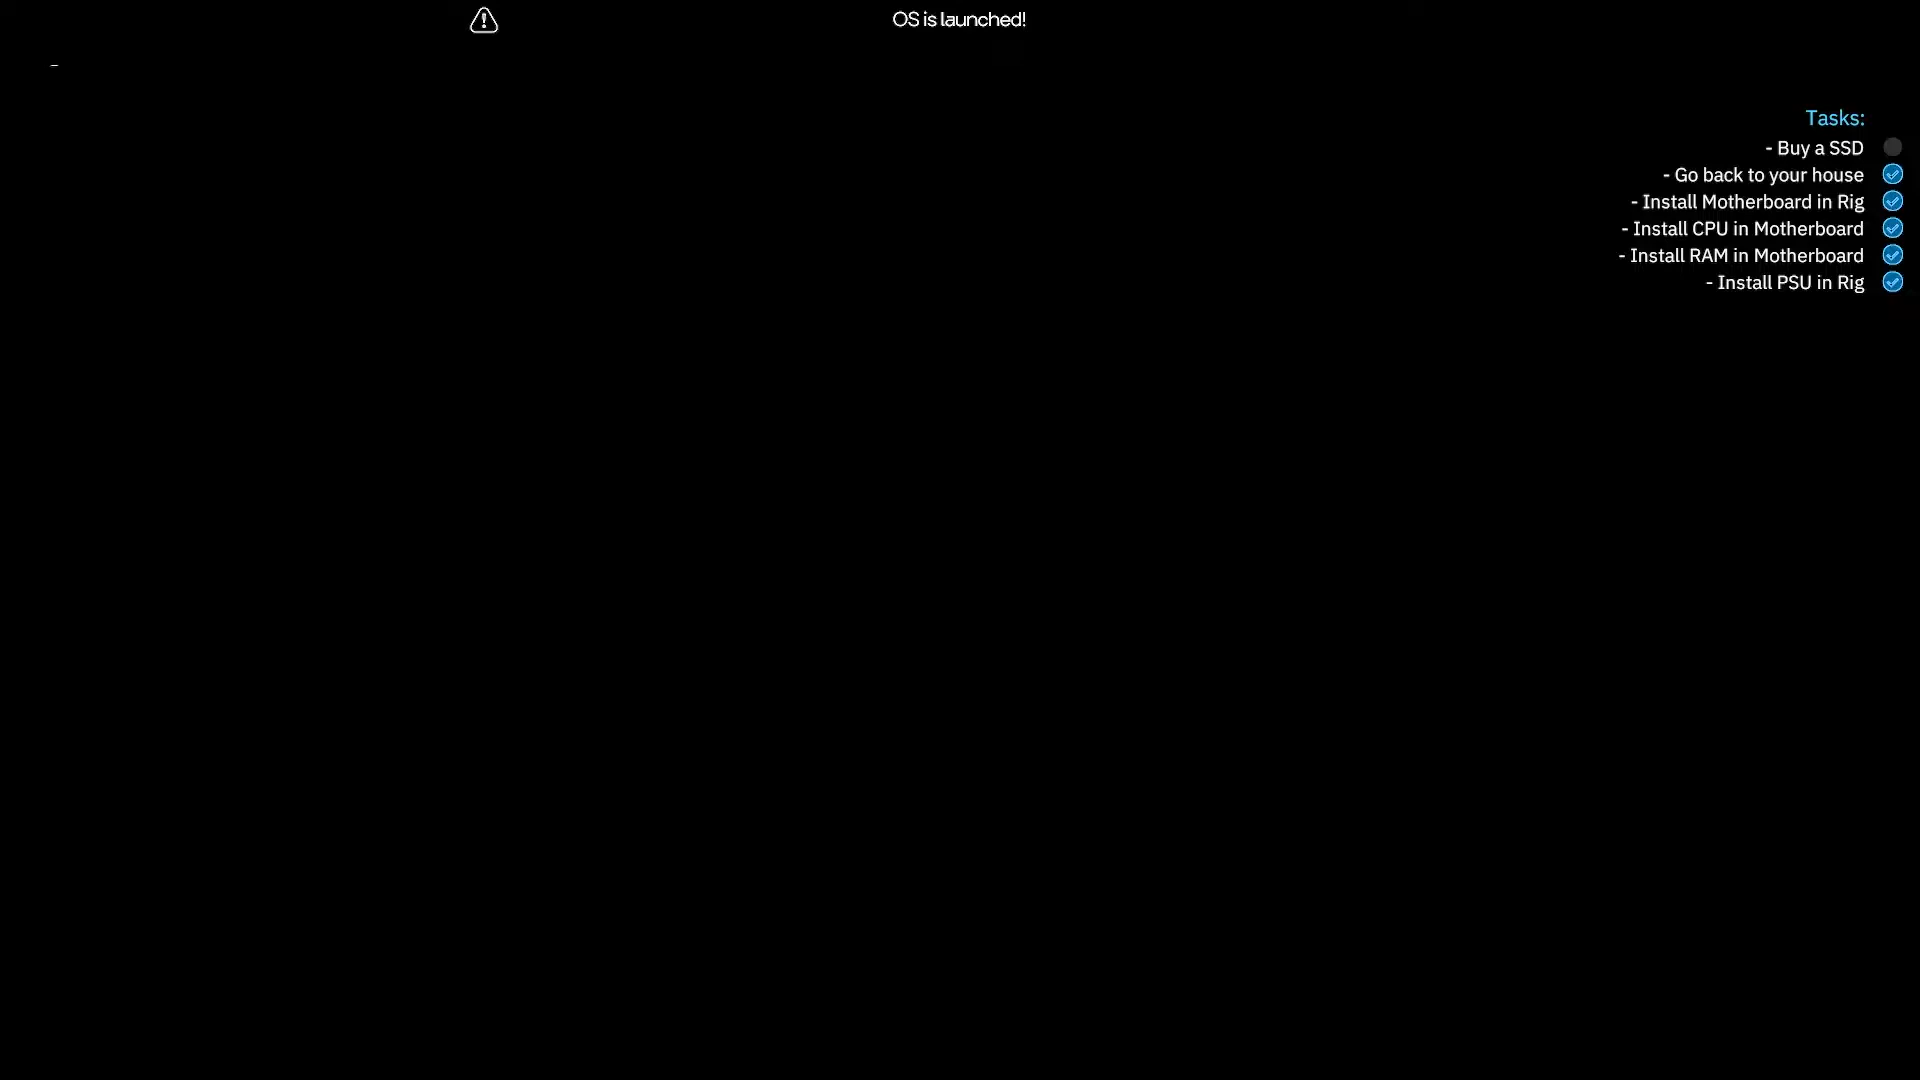 OS is launched!
_
Tasks:
- Buy a SSD
- Go back to your house
- Install Motherboard in Rig
- Install CPU in Motherboard
- Install RAM in Motherboard
- Install PSU in Rig